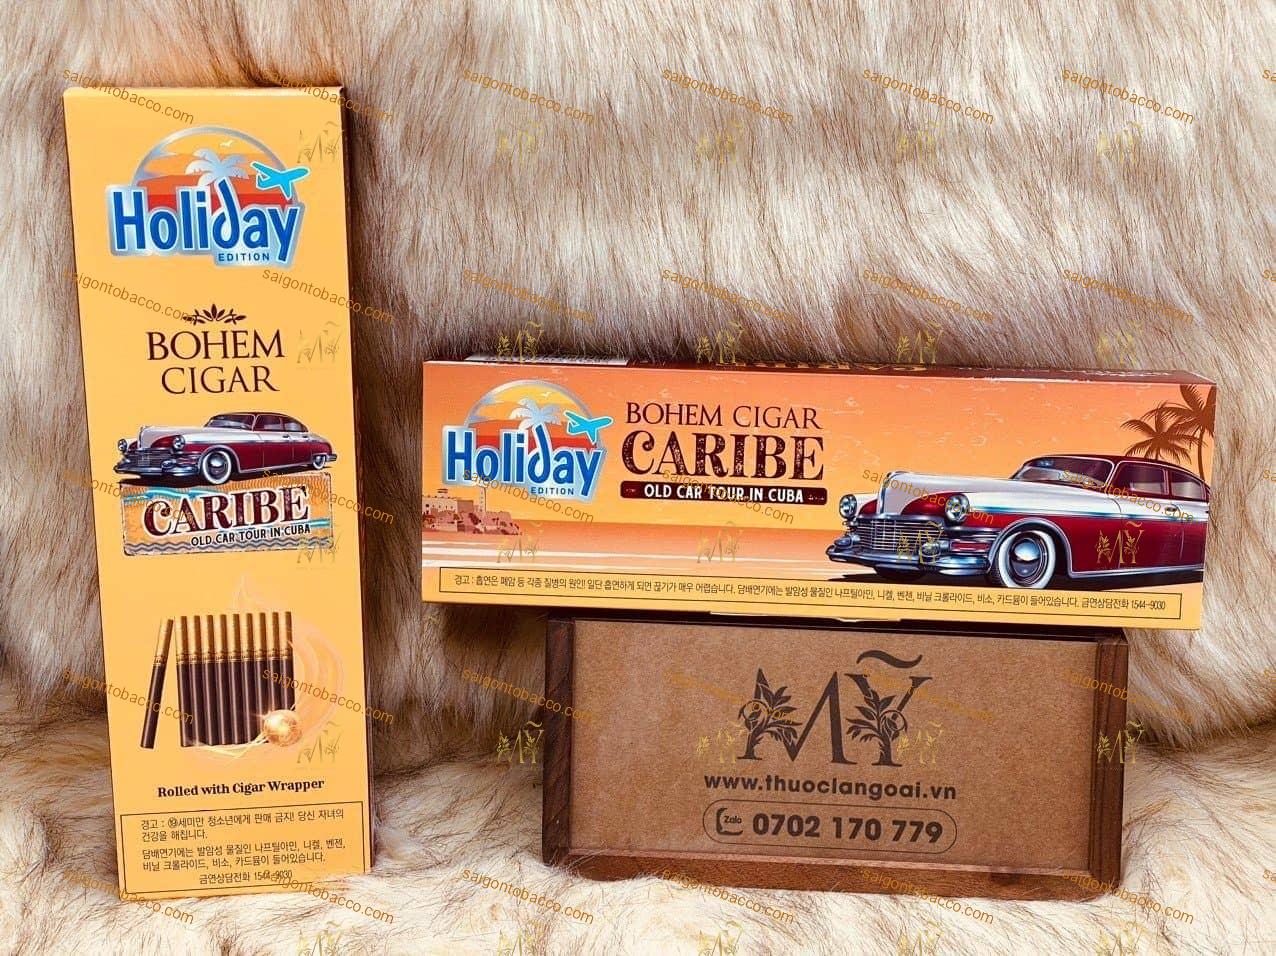 Holiday
EDITION
BOHEM
CIGAR
CARIBE
OLD CAR TOUR IN CUBA
Rolled with Cigar Wrapper
경고 : ⑲세미만 청소년에게 판매 금지! 당신 자녀의
건강을 해칩니다.
담배연기에는 발암성 물질인 나프틸아민, 니켈, 벤젠,
비닐 크롤라이드, 비소, 카드뮴이 들어있습니다.
금연상담전화 1544-9030
Holiday
EDITION
BOHEM CIGAR
CARIBE
OLD CAR TOUR IN CUBA
경고 : 흡연은 폐암 등 각종 질병의 원인! 일단 흡연하게 되면 끊기가 매우 어렵습니다. 담배연기에는 발암성 물질인 나프틸아민, 니켈, 벤젠, 비닐 크롤라이드, 비소, 카드뮴이 들어있습니다. 금연상담전화 1544-9030
MỸ
www.thuoclangoai.vn
Zalo 0702 170 779
saigontobacco.com